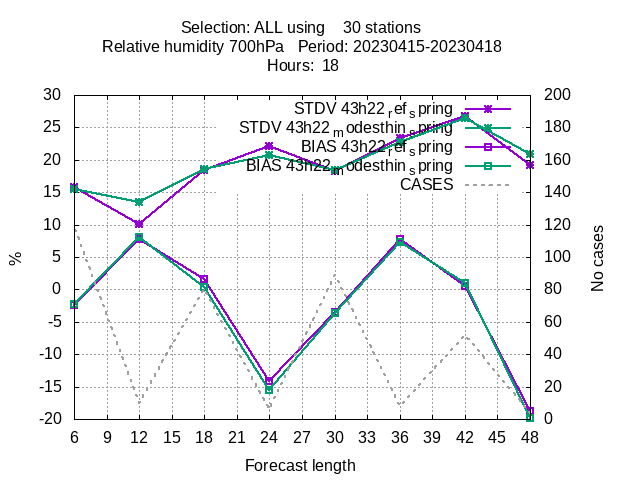 Selection: ALL using    30 stations
Relative humidity 700hPa   Period: 20230415-20230418
Hours:  18
30 200
STDV 43h22_ref_spring
25 180
STDV 43h22_modesthin_spring
BIAS 43h22_ref_spring
20 160
BIAS 43h22_modesthin_spring
CASES
15 140
10 120
5 100
%
No cases
0 80
-5 60
-10 40
-15 20
-20 0
6 12 15 18 21 24 27 30 33 36 39 42 45 48
Forecast length